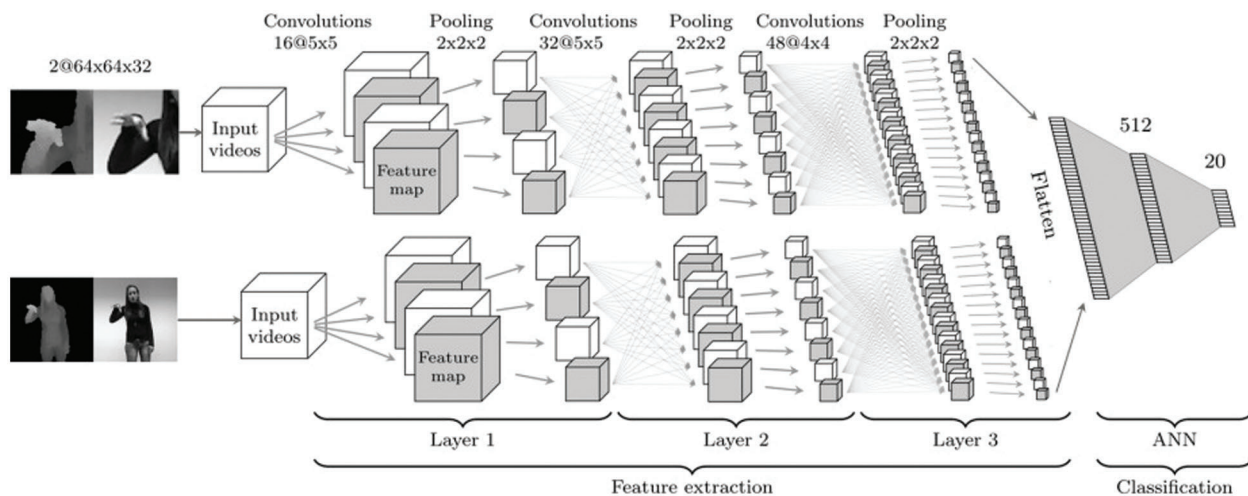 Convolutions
16@5x5
Pooling
2x2x2
Convolutions
32@5x5
Pooling
2x2x2
Convolutions
48@4x4
Pooling
2x2x2
2@64x64x32
Input
videos
Feature
map
Flatten
512
20
Input
videos
Feature
map
Layer 1
Layer 2
Layer 3
ANN
Feature extraction
Classification